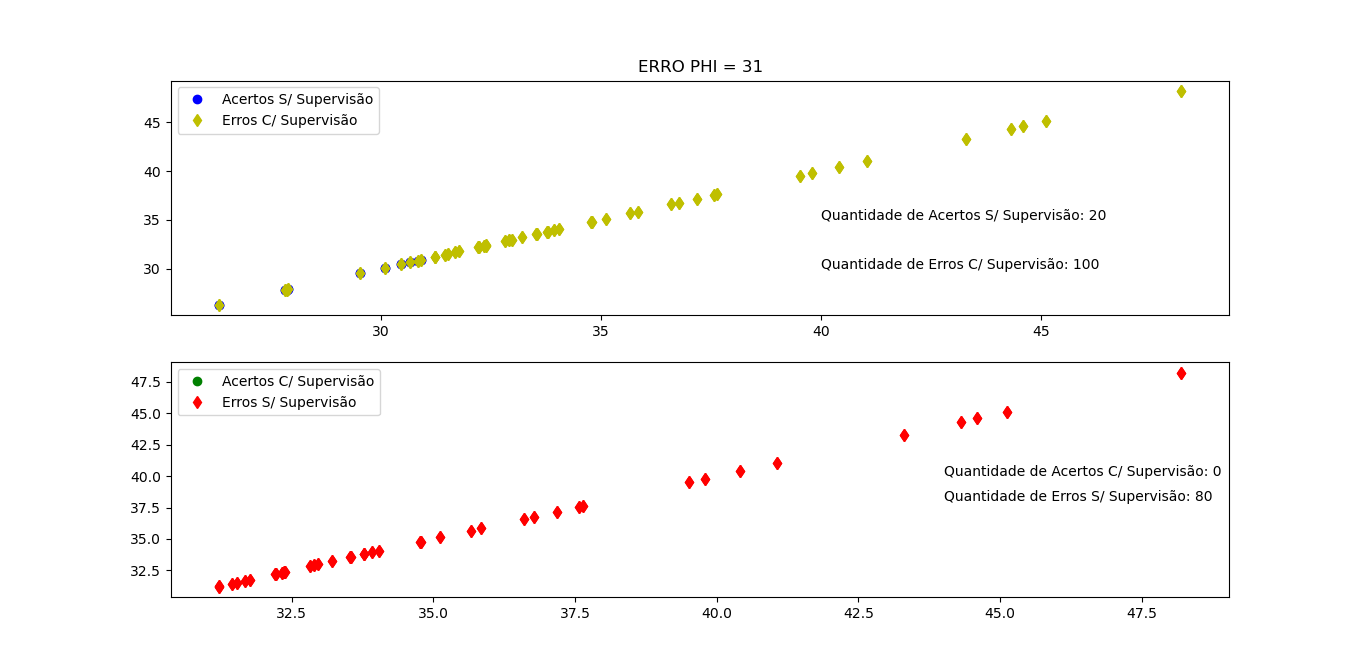 ERRO PHI = 31
Acertos S/ Supervisão
Erros C/ Supervisão
45
40
35
30
Quantidade de Acertos S/ Supervisão: 20
Quantidade de Erros C/ Supervisão: 100
30 35 40 45
Acertos C/ Supervisão
Erros S/ Supervisão
47.5
45.0
42.5
40.0
37.5
35.0
32.5
Quantidade de Acertos C/ Supervisão: 0
Quantidade de Erros S/ Supervisão: 80
32.5 35.0 37.5 40.0 42.5 45.0 47.5